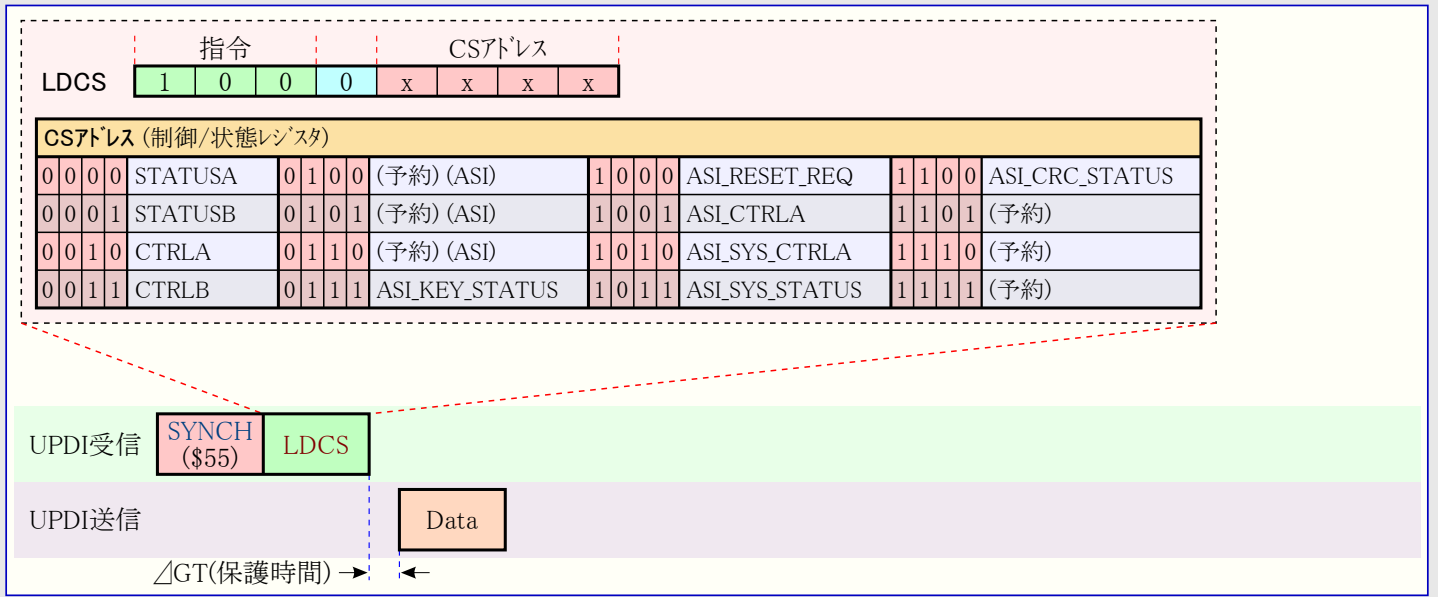 指令 CSアドレス
LDCS 1 0 0 0 x x x x
CSアドレス (制御/状態レジスタ)
0 0 0 0 STATUSA 0 1 0 0 (予約) (ASI) 1 0 0 0 ASI_RESET_REQ 1 1 0 0 ASI_CRC_STATUS
0 0 0 1 STATUSB 0 1 0 1 (予約) (ASI) 1 0 0 1 ASI_CTRLA 1 1 0 1 (予約)
0 0 1 0 CTRLA 0 1 1 0 (予約) (ASI) 1 0 1 0 ASI_SYS_CTRLA 1 1 1 0 (予約)
0 0 1 1 CTRLB 0 1 1 1 ASI_KEY_STATUS 1 0 1 1 ASI_SYS_STATUS 1 1 1 1 (予約)
UPDI受信 SYNCH
($55) LDCS
UPDI送信 Data
⊿GT(保護時間)